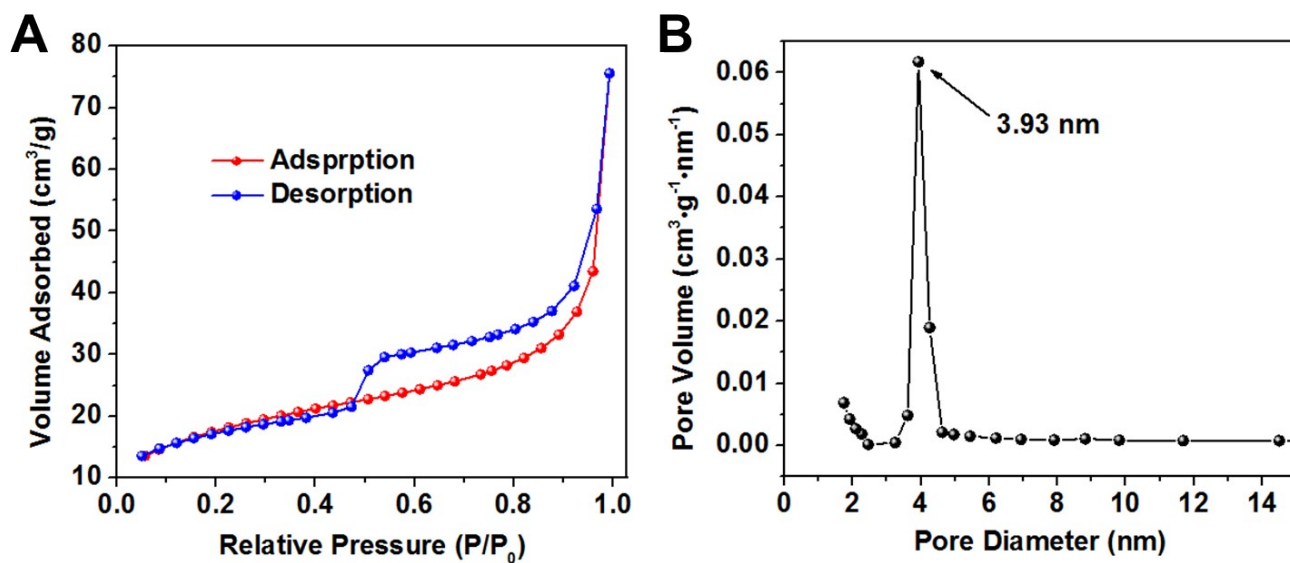 A
80
70
60
50
40
30
20
10
Volume Adsorbed (cm³/g)
Adsprption
Desorption
0.0 0.2 0.4 0.6 0.8 1.0
Relative Pressure (P/P₀)
B
0.06
0.05
0.04
0.03
0.02
0.01
0.00
Pore Volume (cm³·g⁻¹·nm⁻¹)
3.93 nm
0 2 4 6 8 10 12 14
Pore Diameter (nm)